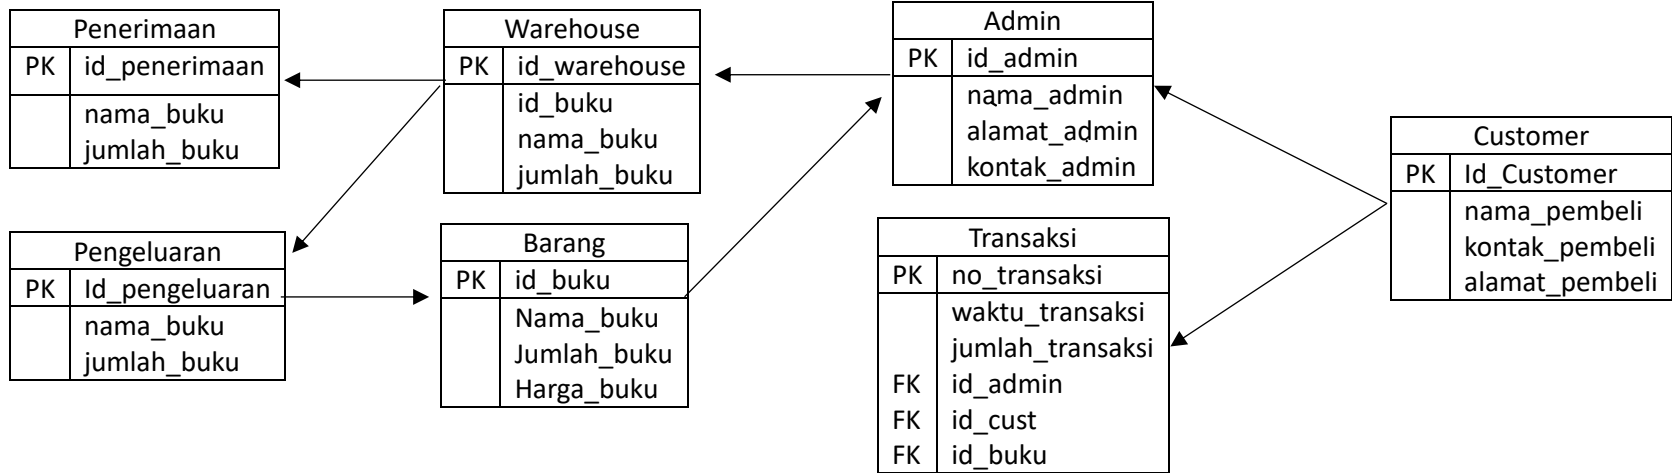 Penerimaan
PK id_penerimaan
nama_buku
jumlah_buku
Warehouse
PK id_warehouse
id_buku
nama_buku
jumlah_buku
Admin
PK id_admin
nama_admin
alamat_admin
kontak_admin
Customer
PK Id_Customer
nama_pembeli
kontak_pembeli
alamat_pembeli
Pengeluaran
PK Id_pengeluaran
nama_buku
jumlah_buku
Barang
PK id_buku
Nama_buku
Jumlah_buku
Harga_buku
Transaksi
PK no_transaksi
waktu_transaksi
jumlah_transaksi
FK id_admin
FK id_cust
FK id_buku